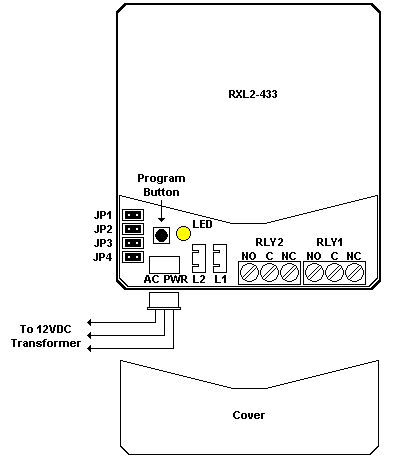 RXL2-433
Program
Button
LED
JP1
JP2
JP3
JP4
RLY2
RLY1
NO C NC
NO C NC
AC PWR
L2
L1
To 12VDC
Transformer
Cover